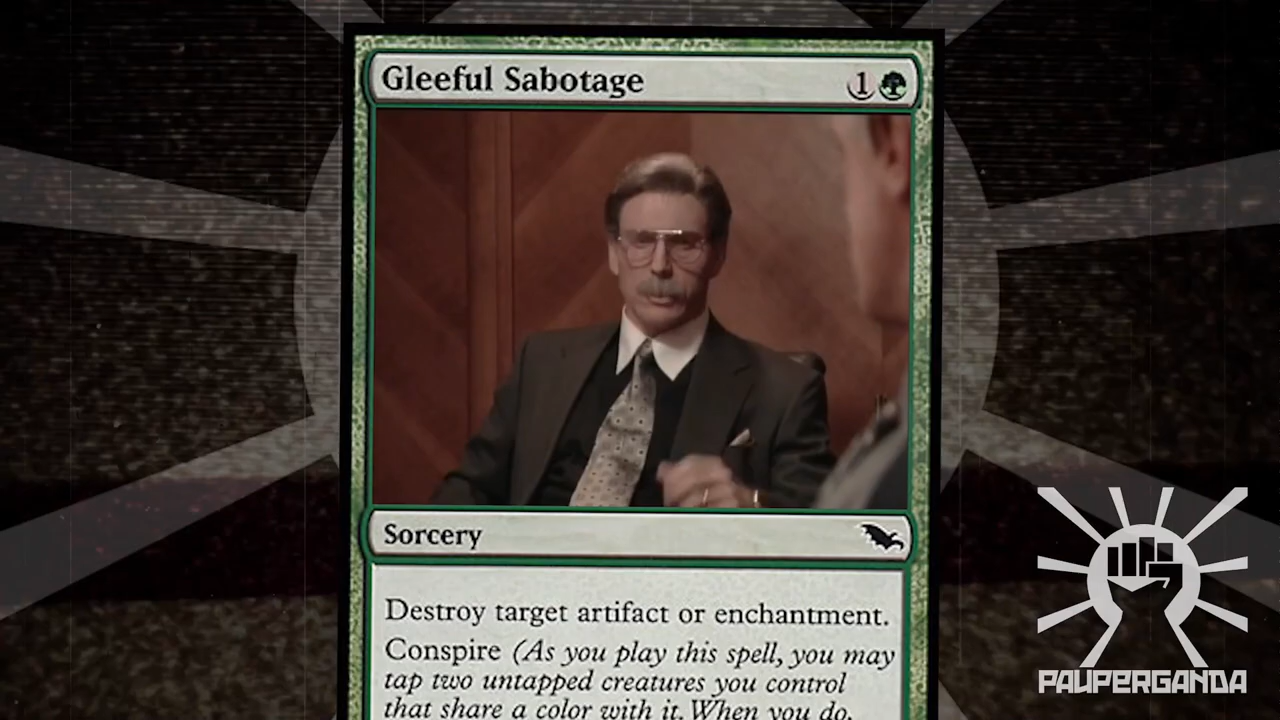 Gleeful Sabotage
1
Sorcery
Destroy target artifact or enchantment.
Conspire (As you play this spell, you may
tap two untapped creatures you control
that share a color with it. When you do,
PAUPERGANDA